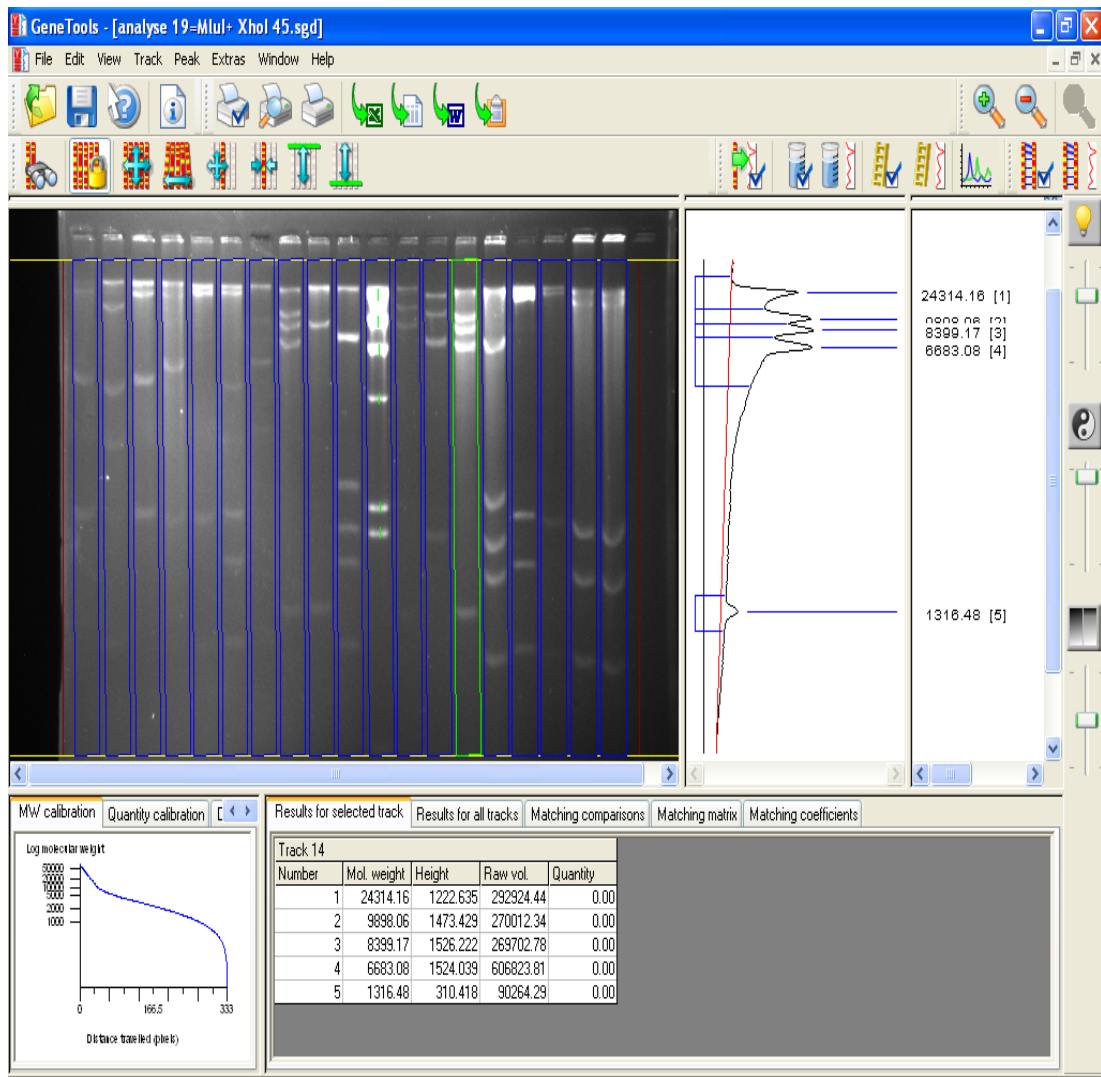 GeneTools - [analyse 19=MluI+ XhoI 45.sgd]
File Edit View Track Peak Extras Window Help
24314.16 [1]
8399.17 [3]
6683.08 [4]
1316.48 [5]
MW calibration Quantity calibration
Results for selected track Results for all tracks Matching comparisons Matching matrix Matching coefficients
Log molecular weight
50000
20000
10000
5000
2000
1000
0 166.5 333
Distance travelled (pixels)
Track 14
Number Mol. weight Height Raw vol. Quantity
1 24314.16 1222.635 292924.44 0.00
2 9898.06 1473.429 270012.34 0.00
3 8399.17 1526.222 269702.78 0.00
4 6683.08 1524.039 606823.81 0.00
5 1316.48 310.418 90264.29 0.00